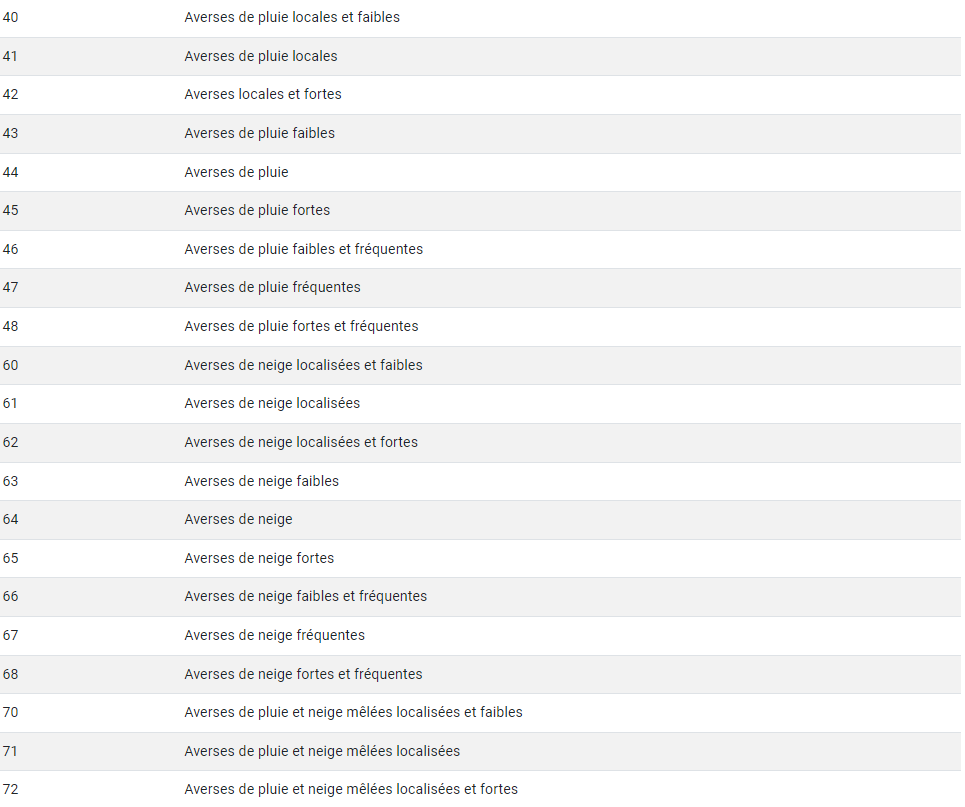 40 Averses de pluie locales et faibles
41 Averses de pluie locales
42 Averses locales et fortes
43 Averses de pluie faibles
44 Averses de pluie
45 Averses de pluie fortes
46 Averses de pluie faibles et fréquentes
47 Averses de pluie fréquentes
48 Averses de pluie fortes et fréquentes
60 Averses de neige localisées et faibles
61 Averses de neige localisées
62 Averses de neige localisées et fortes
63 Averses de neige faibles
64 Averses de neige
65 Averses de neige fortes
66 Averses de neige faibles et fréquentes
67 Averses de neige fréquentes
68 Averses de neige fortes et fréquentes
70 Averses de pluie et neige mêlées localisées et faibles
71 Averses de pluie et neige mêlées localisées
72 Averses de pluie et neige mêlées localisées et fortes